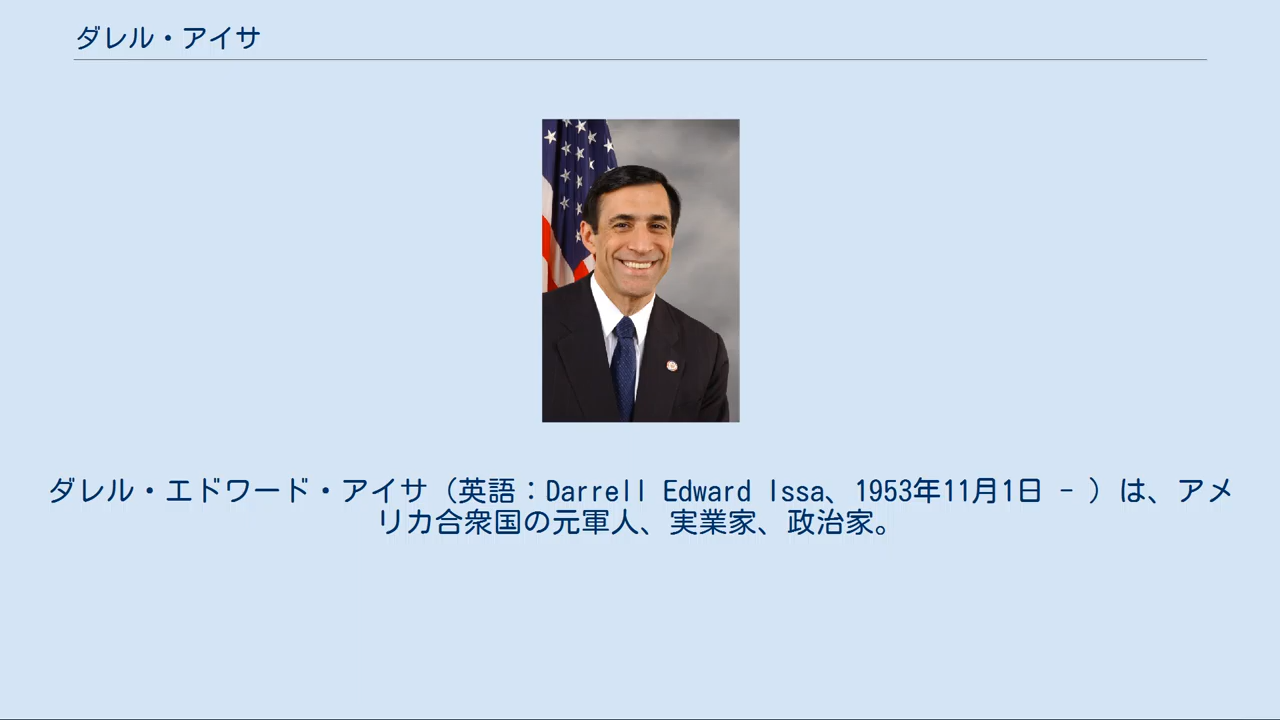 ダレル・アイサ
ダレル・エドワード・アイサ（英語：Darrell Edward Issa、1953年11月1日 - ）は、アメ
リカ合衆国の元軍人、実業家、政治家。